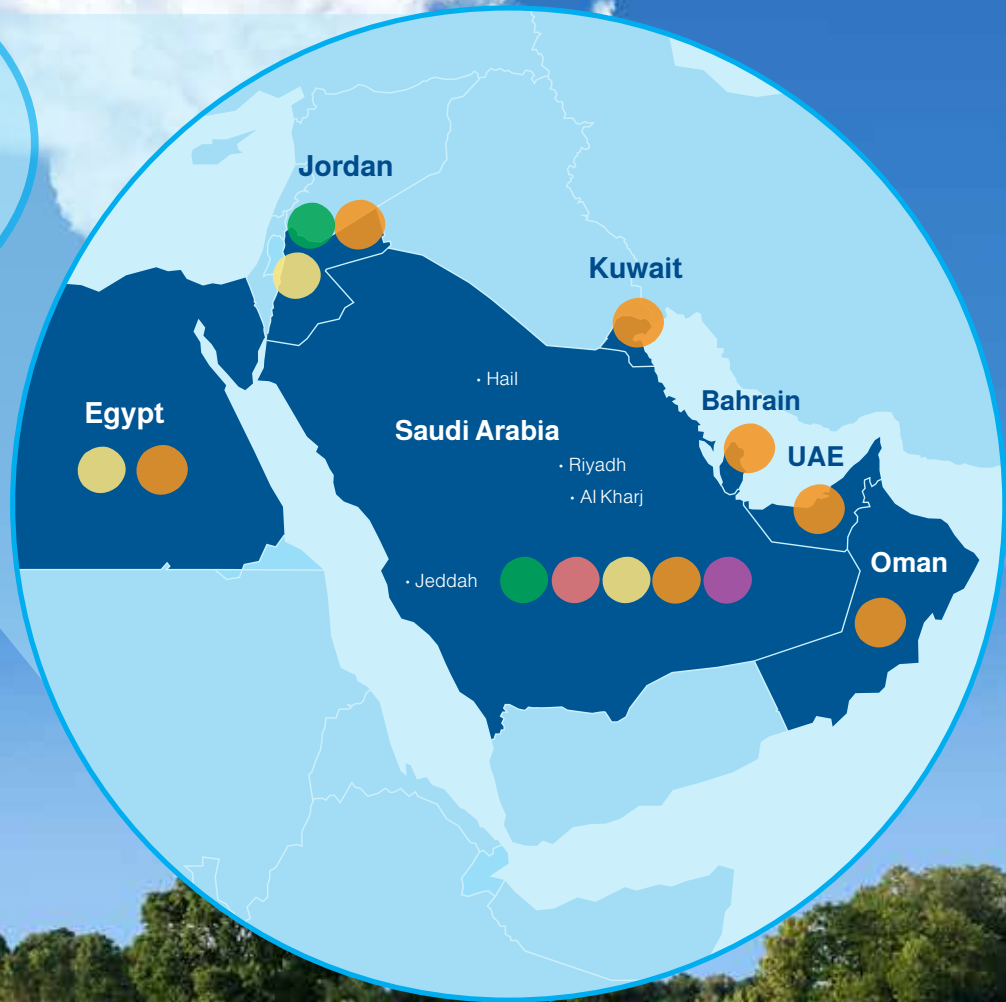 Jordan
Kuwait
· Hail
Bahrain
Egypt
Saudi Arabia
UAE
· Riyadh
· Al Kharj
Oman
· Jeddah